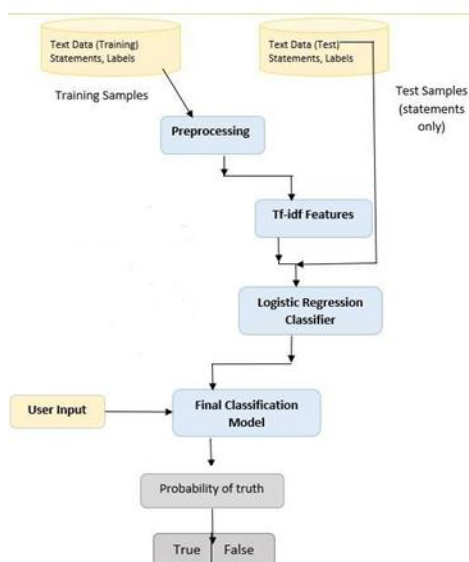 Text Data (Training)
Statements, Labels
Text Data (Test)
Statements, Labels
Training Samples
Test Samples
(statements
only)
Preprocessing
Tf-idf Features
Logistic Regression
Classifier
User Input
Final Classification
Model
Probability of truth
True
False